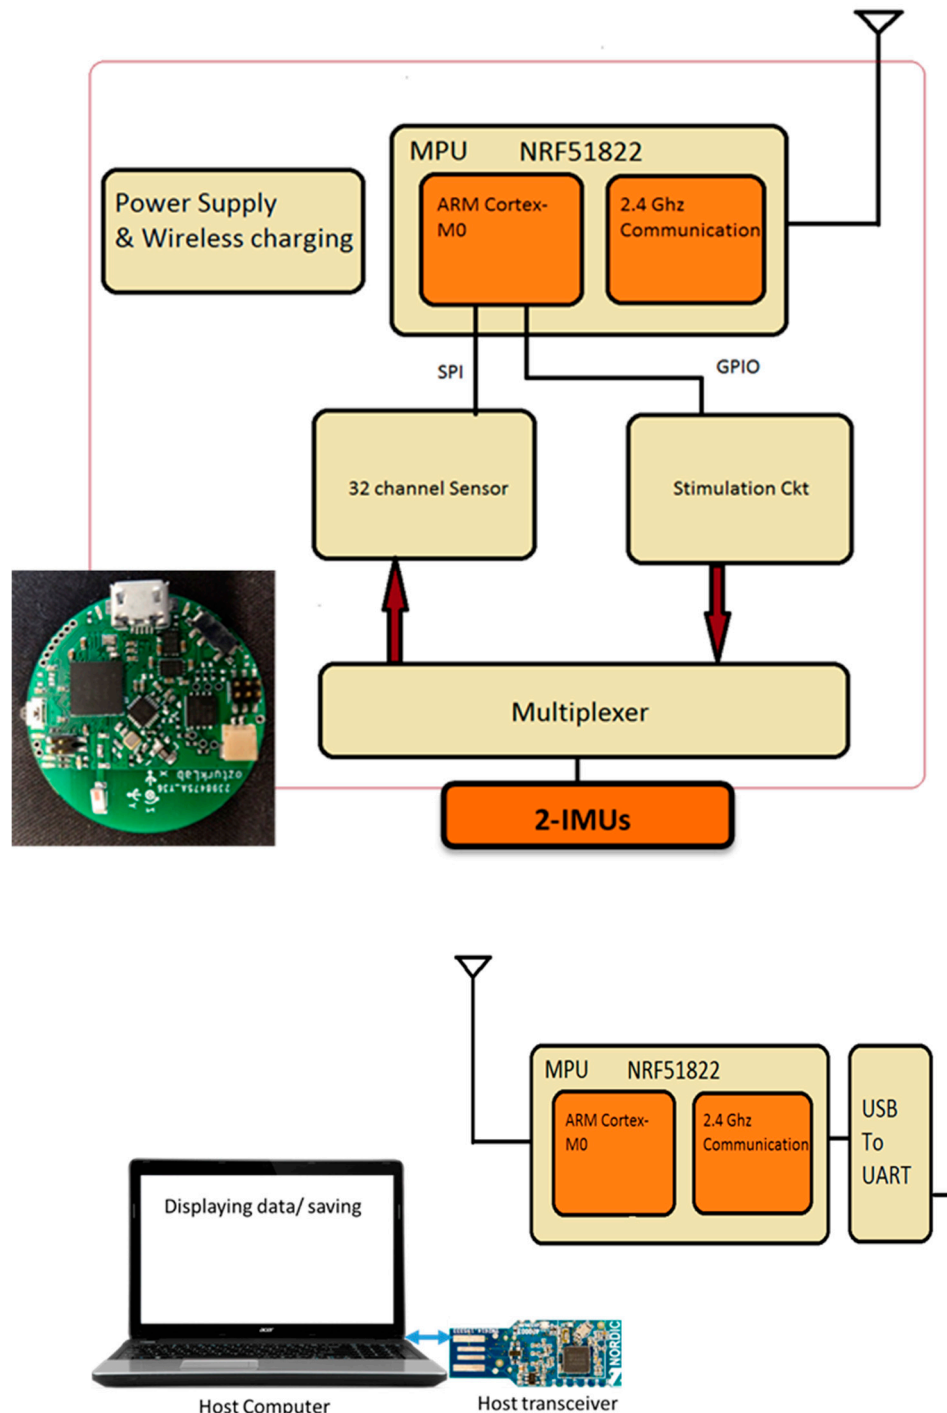 MPU NRF51822
Power Supply
& Wireless charging
ARM Cortex-
M0
2.4 Ghz
Communication
SPI
GPIO
32 channel Sensor
Stimulation Ckt
Multiplexer
2-IMUs
ozturkLab
MPU NRF51822
ARM Cortex-
M0
2.4 Ghz
Communication
USB
To
UART
Displaying data/ saving
acer
NORDIC
Host Computer
Host transceiver